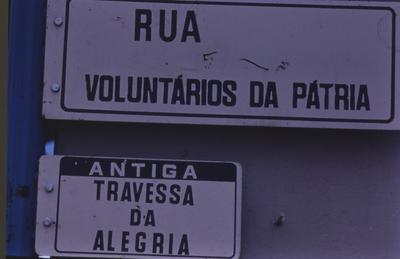 RUA
VOLUNTÁRIOS DA PÁTRIA
ANTIGA
TRAVESSA
DA
ALEGRIA